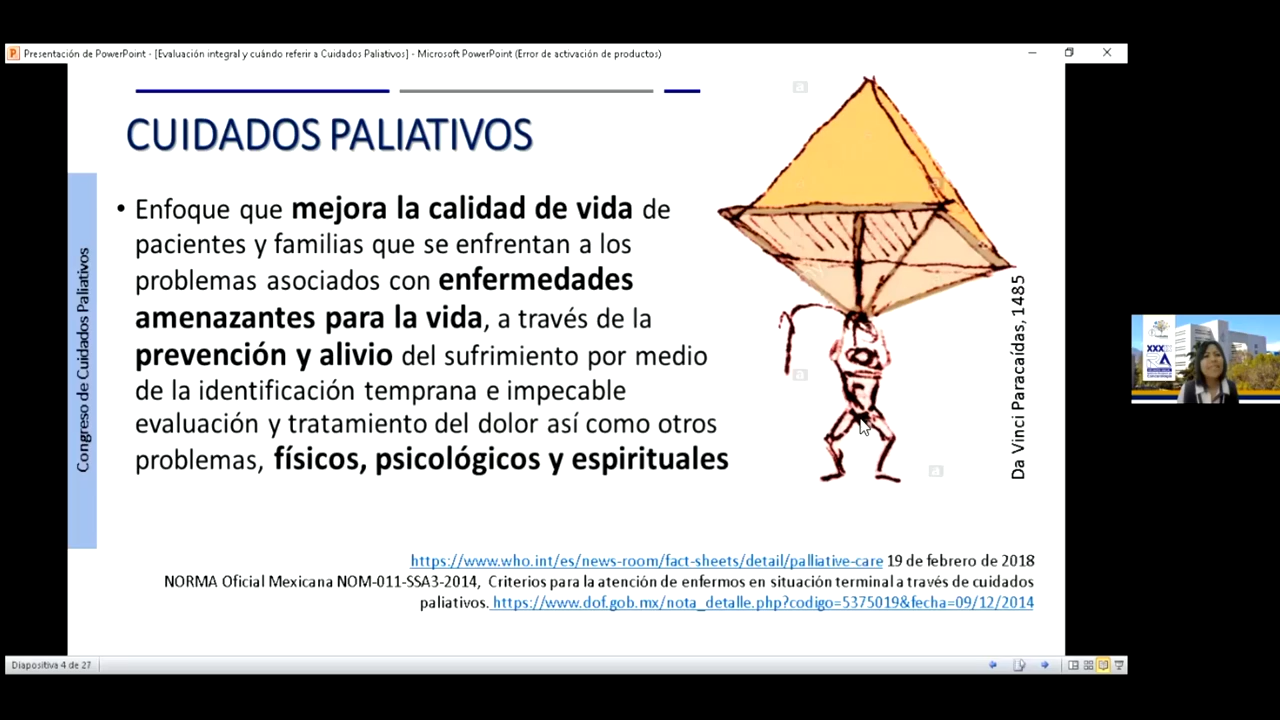 Presentación de PowerPoint - [Evaluación integral y cuándo referir a Cuidados Paliativos] - Microsoft PowerPoint (Error de activación de productos)
CUIDADOS PALIATIVOS
• Enfoque que mejora la calidad de vida de
pacientes y familias que se enfrentan a los
problemas asociados con enfermedades
amenazantes para la vida, a través de la
prevención y alivio del sufrimiento por medio
de la identificación temprana e impecable
evaluación y tratamiento del dolor así como otros
problemas, físicos, psicológicos y espirituales
Congreso de Cuidados Paliativos
Da Vinci Paracaídas, 1485
https://www.who.int/es/news-room/fact-sheets/detail/palliative-care 19 de febrero de 2018
NORMA Oficial Mexicana NOM-011-SSA3-2014, Criterios para la atención de enfermos en situación terminal a través de cuidados
paliativos. https://www.dof.gob.mx/nota_detalle.php?codigo=5375019&fecha=09/12/2014
Diapositiva 4 de 27
a
a
a
XXX